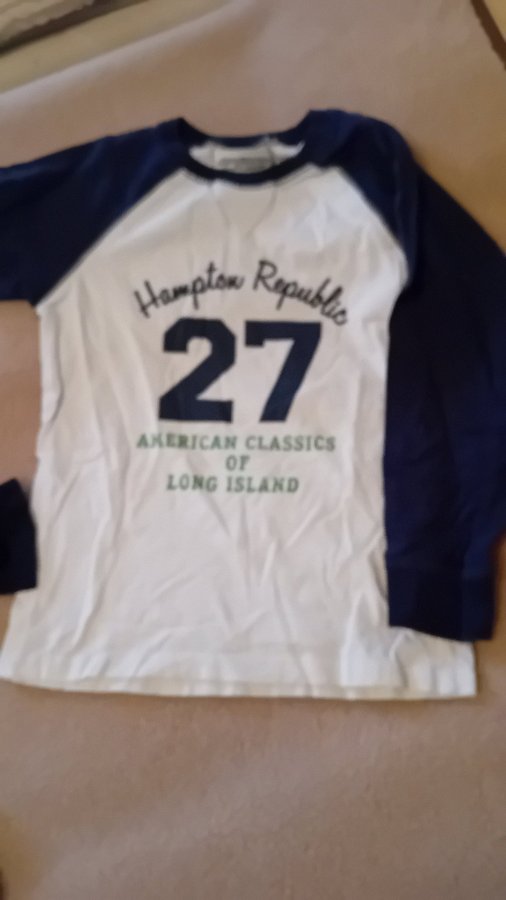 Hampton Republic
27
AMERICAN CLASSICS
OF
LONG ISLAND